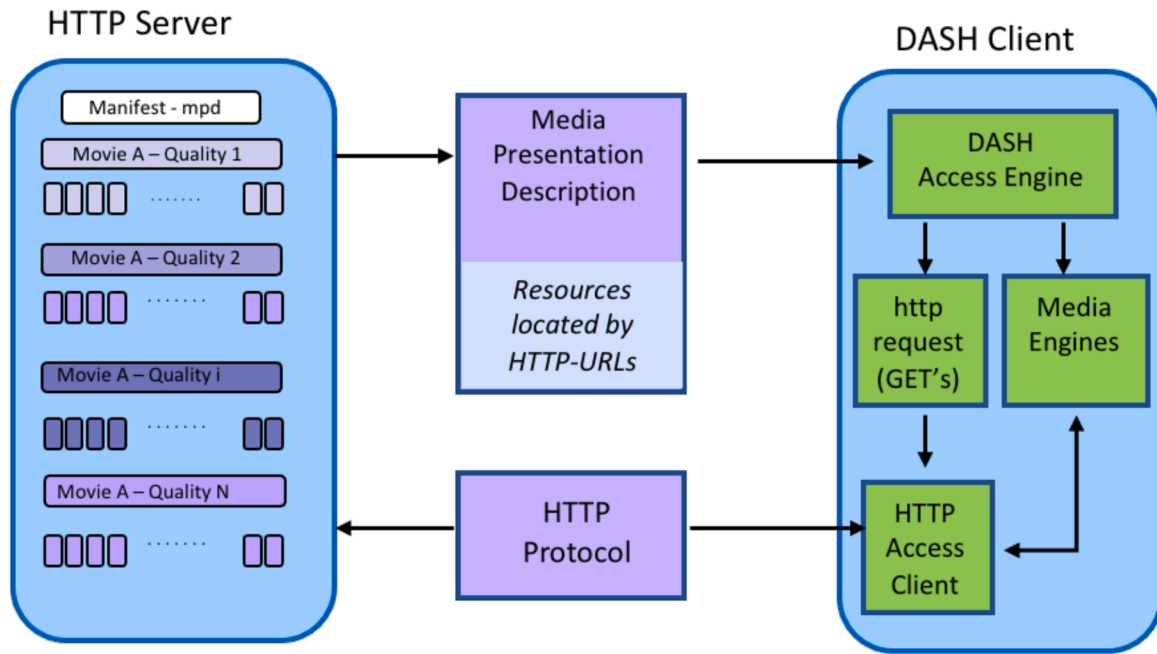 HTTP Server
Manifest - mpd
Movie A – Quality 1
.......
Movie A – Quality 2
.......
Movie A – Quality i
.......
Movie A – Quality N
.......
Media
Presentation
Description
Resources
located by
HTTP-URLs
HTTP
Protocol
DASH Client
DASH
Access Engine
http
request
(GET's)
Media
Engines
HTTP
Access
Client